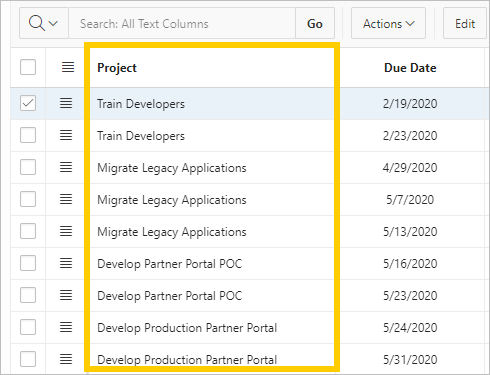 Search: All Text Columns Go Actions Edit
Project Due Date
Train Developers 2/19/2020
Train Developers 2/23/2020
Migrate Legacy Applications 4/29/2020
Migrate Legacy Applications 5/7/2020
Migrate Legacy Applications 5/13/2020
Develop Partner Portal POC 5/16/2020
Develop Partner Portal POC 5/23/2020
Develop Production Partner Portal 5/24/2020
Develop Production Partner Portal 5/31/2020